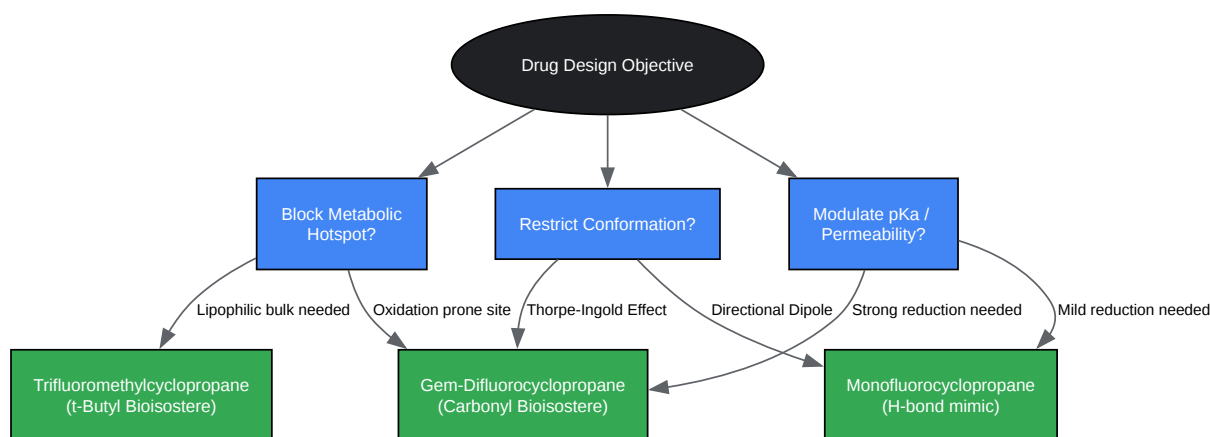 Drug Design Objective
Block Metabolic
Hotspot?
Restrict Conformation?
Modulate pKa /
Permeability?
Lipophilic bulk needed
Oxidation prone site
Thorpe-Ingold Effect
Directional Dipole
Strong reduction needed
Mild reduction needed
Trifluoromethylcyclopropane
(t-Butyl Bioisostere)
Gem-Difluorocyclopropane
(Carbonyl Bioisostere)
Monofluorocyclopropane
(H-bond mimic)